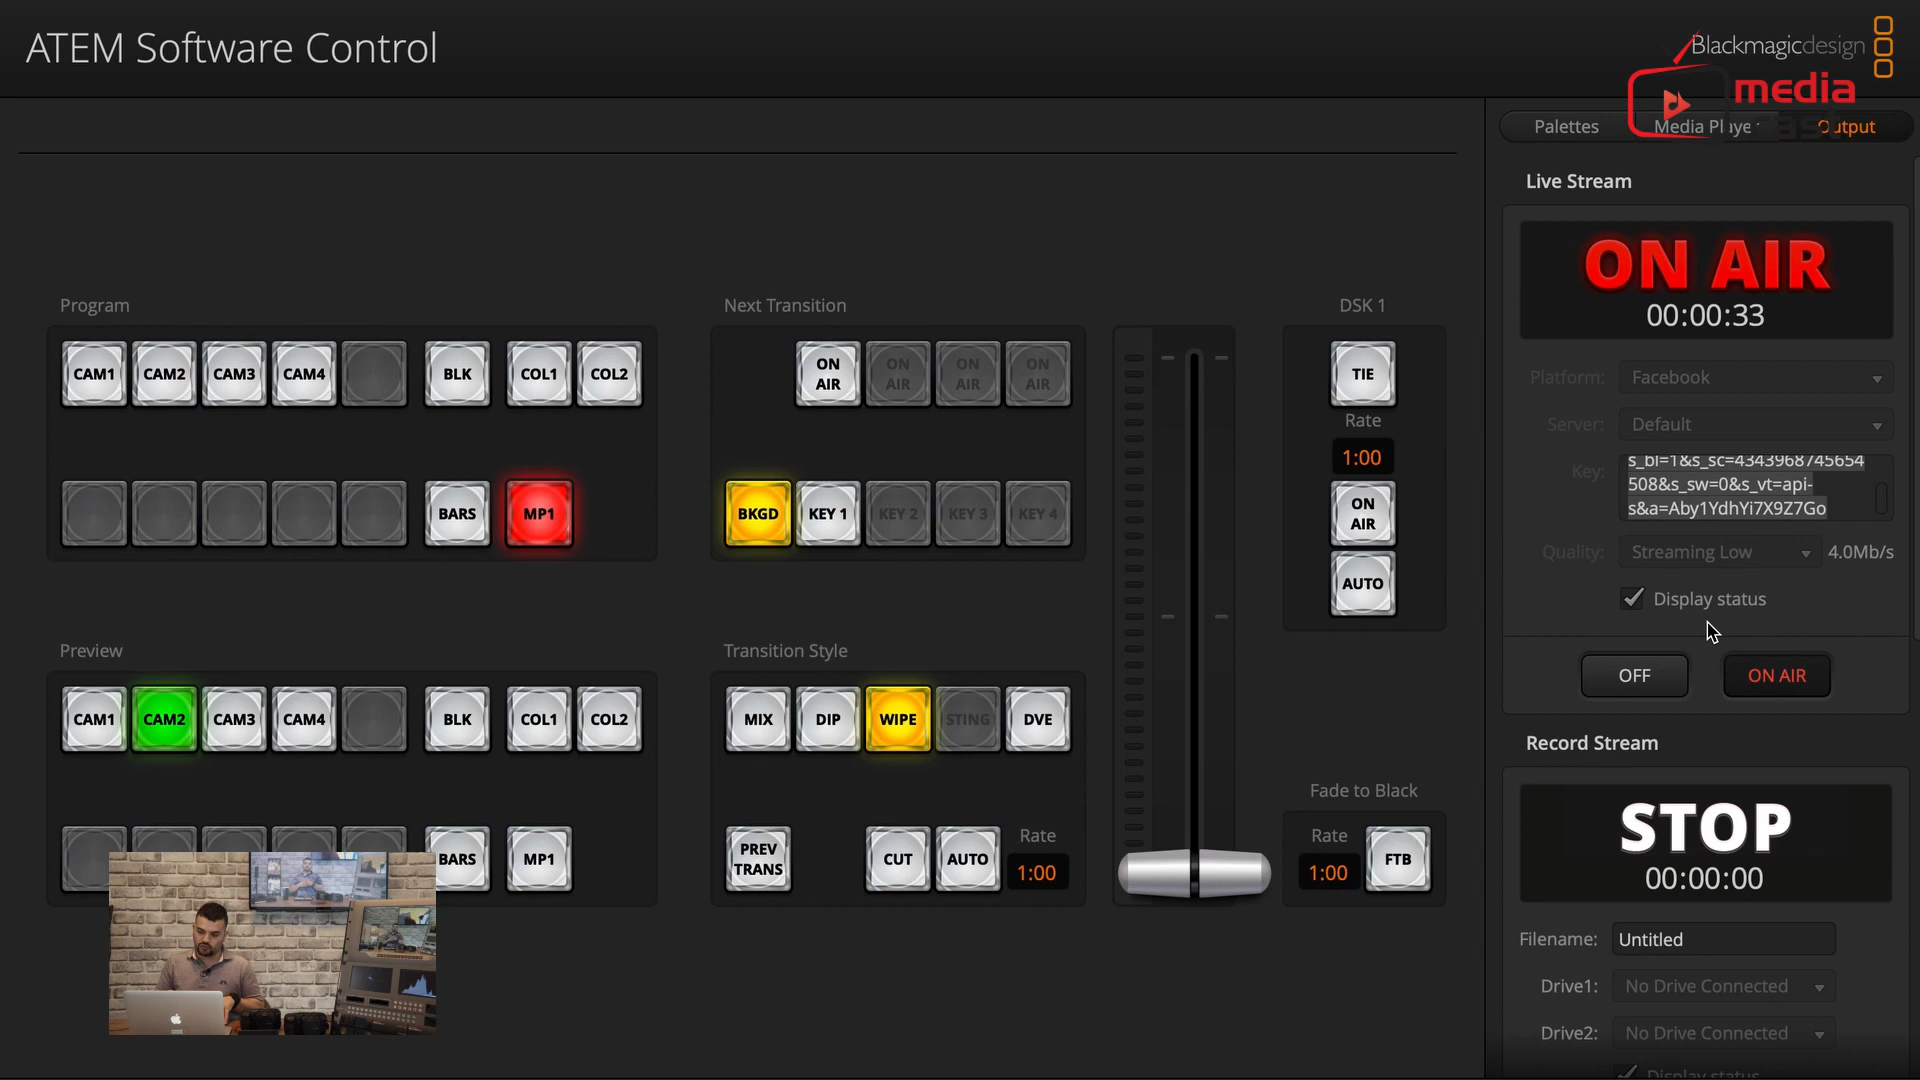 ATEM Software Control
Blackmagicdesign
media
Palettes
Media Playe
Output
Live Stream
ON AIR
00:00:33
Platform: Facebook
Server: Default
Key: s_bl=1&s_sc=4343968745654
508&s_sw=0&s_vt=api-
s&a=Aby1YdhYi7X9Z7Go
Quality: Streaming Low 4.0Mb/s
Display status
OFF
ON AIR
Record Stream
STOP
00:00:00
Filename: Untitled
Drive1: No Drive Connected
Drive2: No Drive Connected
Display status
Program
CAM1 CAM2 CAM3 CAM4 BLK COL1 COL2
BARS MP1
Next Transition
ON AIR ON AIR ON AIR ON AIR
BKGD KEY 1 KEY 2 KEY 3 KEY 4
DSK 1
TIE
Rate
1:00
ON AIR
AUTO
Preview
CAM1 CAM2 CAM3 CAM4 BLK COL1 COL2
BARS MP1
Transition Style
MIX DIP WIPE STING DVE
PREV TRANS CUT AUTO
Rate
1:00
Fade to Black
Rate
1:00
FTB